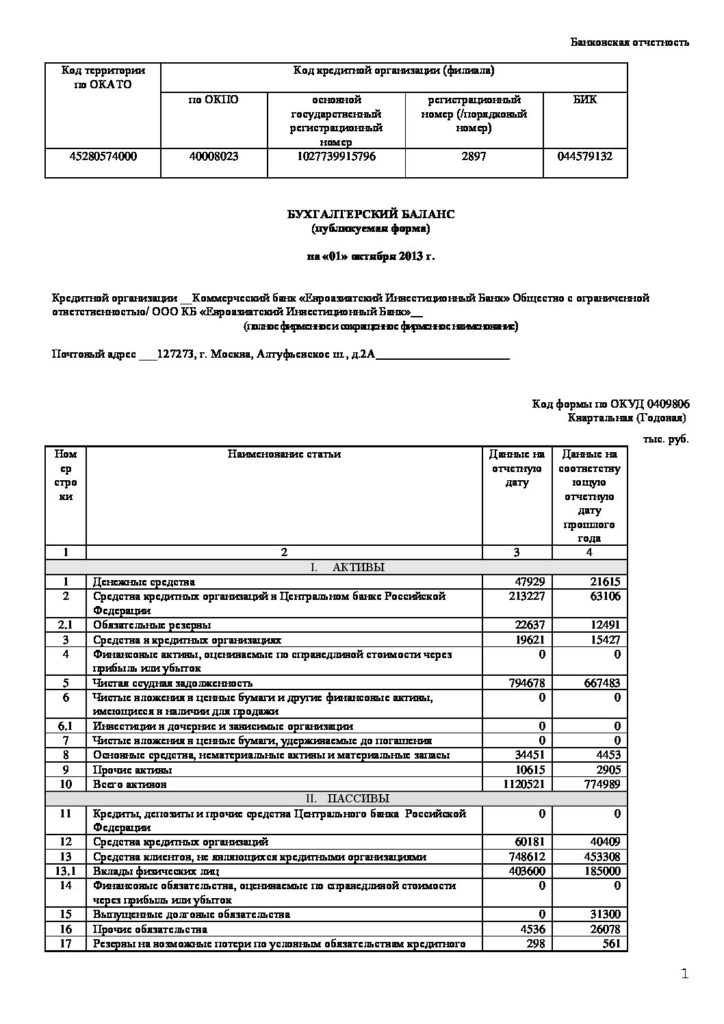 Банковская отчетность
Код территории по ОКАТО
Код кредитной организации (филиала)
по ОКПО
основной государственный регистрационный номер
регистрационный номер (/порядковый номер)
БИК
45280574000 40008023 1027739915796 2897 044579132
БУХГАЛТЕРСКИЙ БАЛАНС
(публикуемая форма)
на «01» октября 2013 г.
Кредитной организации __Коммерческий банк «Евроазиатский Инвестиционный Банк» Общество с ограниченной
ответственностью/ ООО КБ «Евроазиатский Инвестиционный Банк»__
(полное фирменное и сокращенное фирменное наименование)
Почтовый адрес ___127273, г. Москва, Алтуфьевское ш., д.2А______________________
Код формы по ОКУД 0409806
Квартальная (Годовая)
тыс. руб.
Ном
ер
стро
ки
Наименование статьи
Данные на
отчетную
дату
Данные на
соответству
ющую
отчетную
дату
прошлого
года
1 2 3 4
I. АКТИВЫ
1 Денежные средства 47929 21615
2 Средства кредитных организаций в Центральном банке Российской 213227 63106
Федерации
2.1 Обязательные резервы 22637 12491
3 Средства в кредитных организациях 19621 15427
4 Финансовые активы, оцениваемые по справедливой стоимости через 0 0
прибыль или убыток
5 Чистая ссудная задолженность 794678 667483
6 Чистые вложения в ценные бумаги и другие финансовые активы, 0 0
имеющиеся в наличии для продажи
6.1 Инвестиции в дочерние и зависимые организации 0 0
7 Чистые вложения в ценные бумаги, удерживаемые до погашения 0 0
8 Основные средства, нематериальные активы и материальные запасы 34451 4453
9 Прочие активы 10615 2905
10 Всего активов 1120521 774989
II. ПАССИВЫ
11 Кредиты, депозиты и прочие средства Центрального банка Российской 0 0
Федерации
12 Средства кредитных организаций 60181 40409
13 Средства клиентов, не являющихся кредитными организациями 748612 453308
13.1 Вклады физических лиц 403600 185000
14 Финансовые обязательства, оцениваемые по справедливой стоимости 0 0
через прибыль или убыток
15 Выпущенные долговые обязательства 0 31300
16 Прочие обязательства 4536 26078
17 Резервы на возможные потери по условным обязательствам кредитного 298 561
1